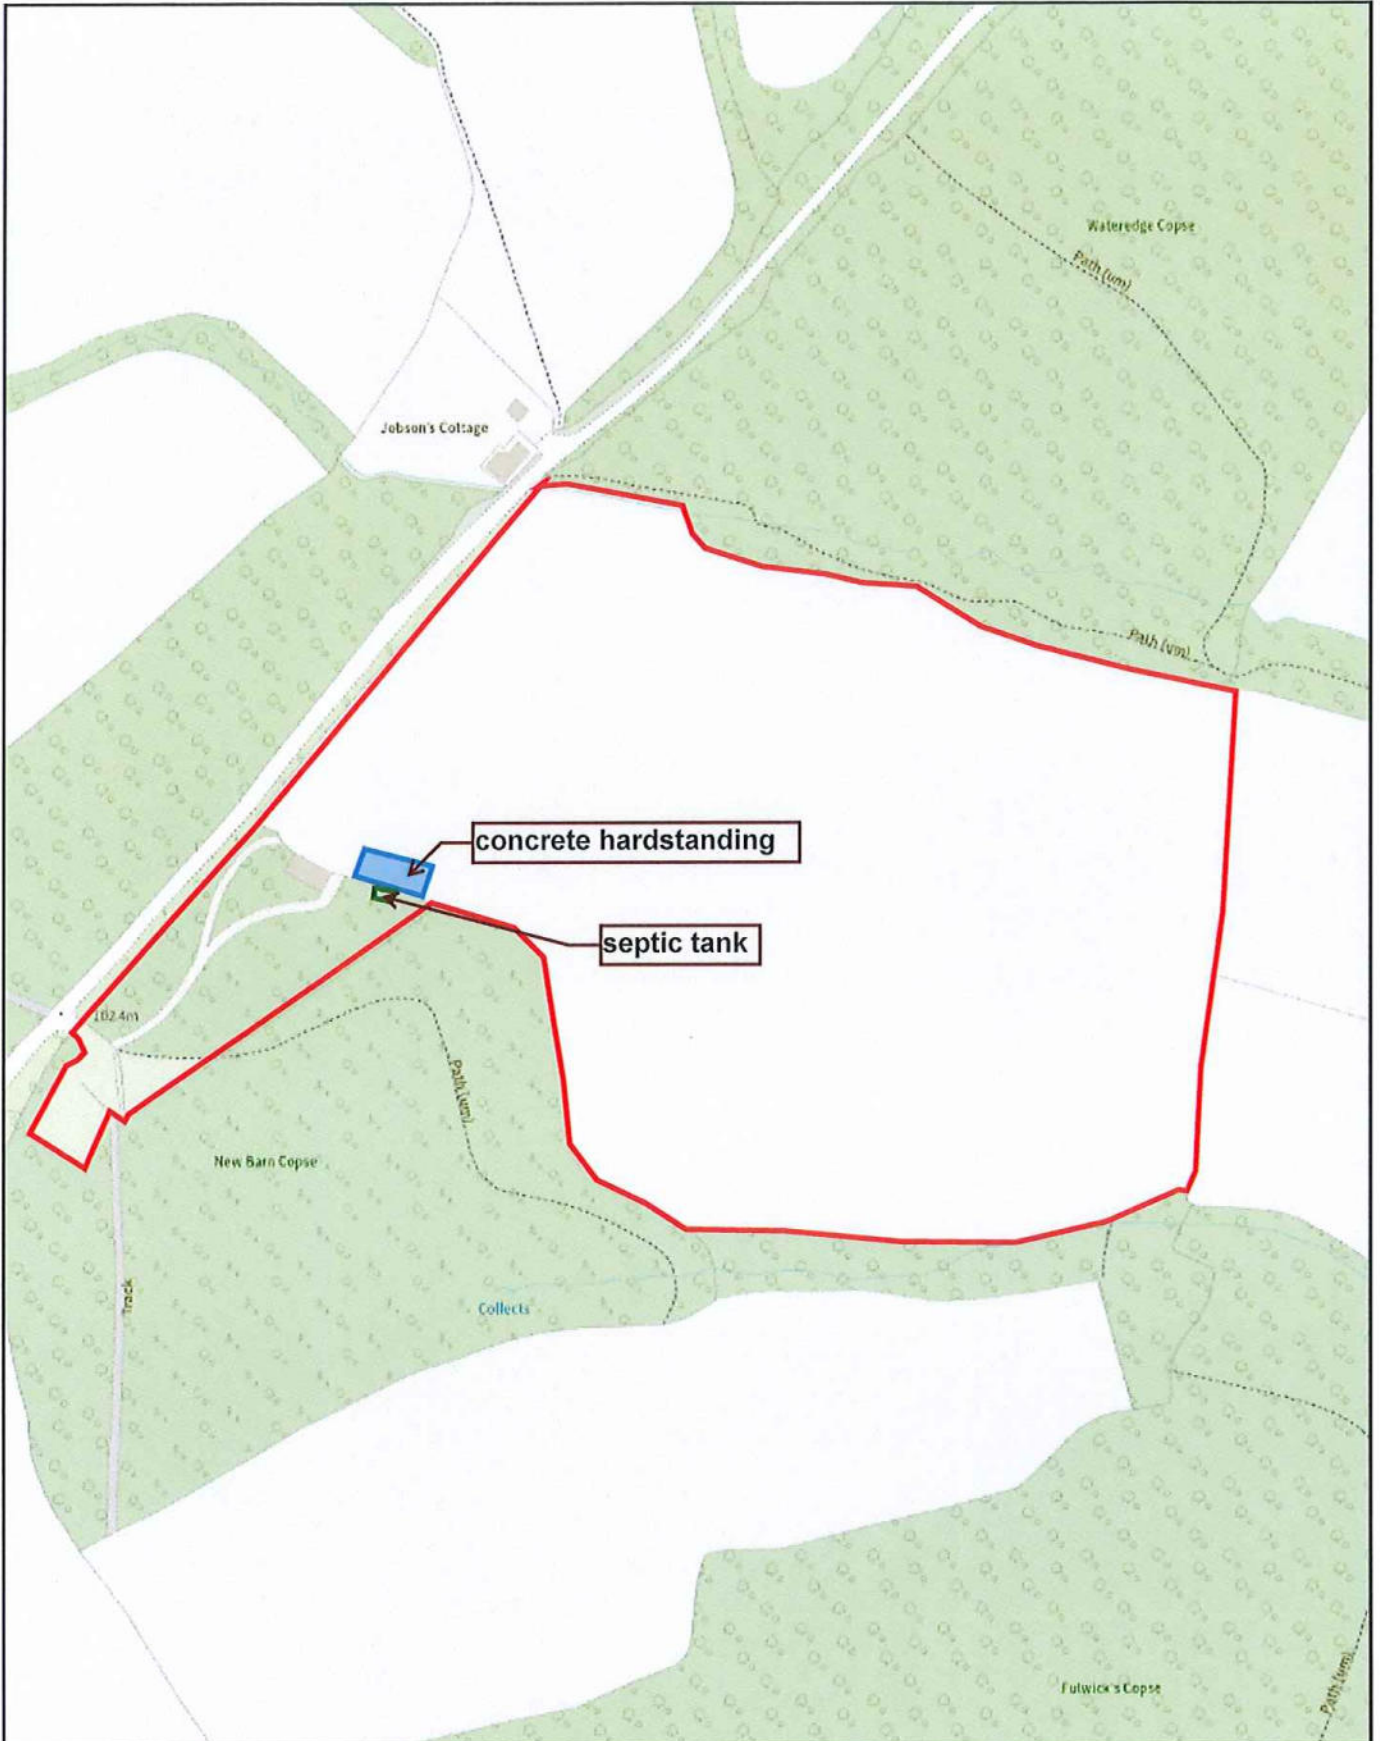 Wateredge Copse
Path (um)
Jobson's Cottage
Path (um)
concrete hardstanding
septic tank
102.4m
Path (um)
New Barn Copse
Track
Collects
Fulwick's Copse
Path (um)